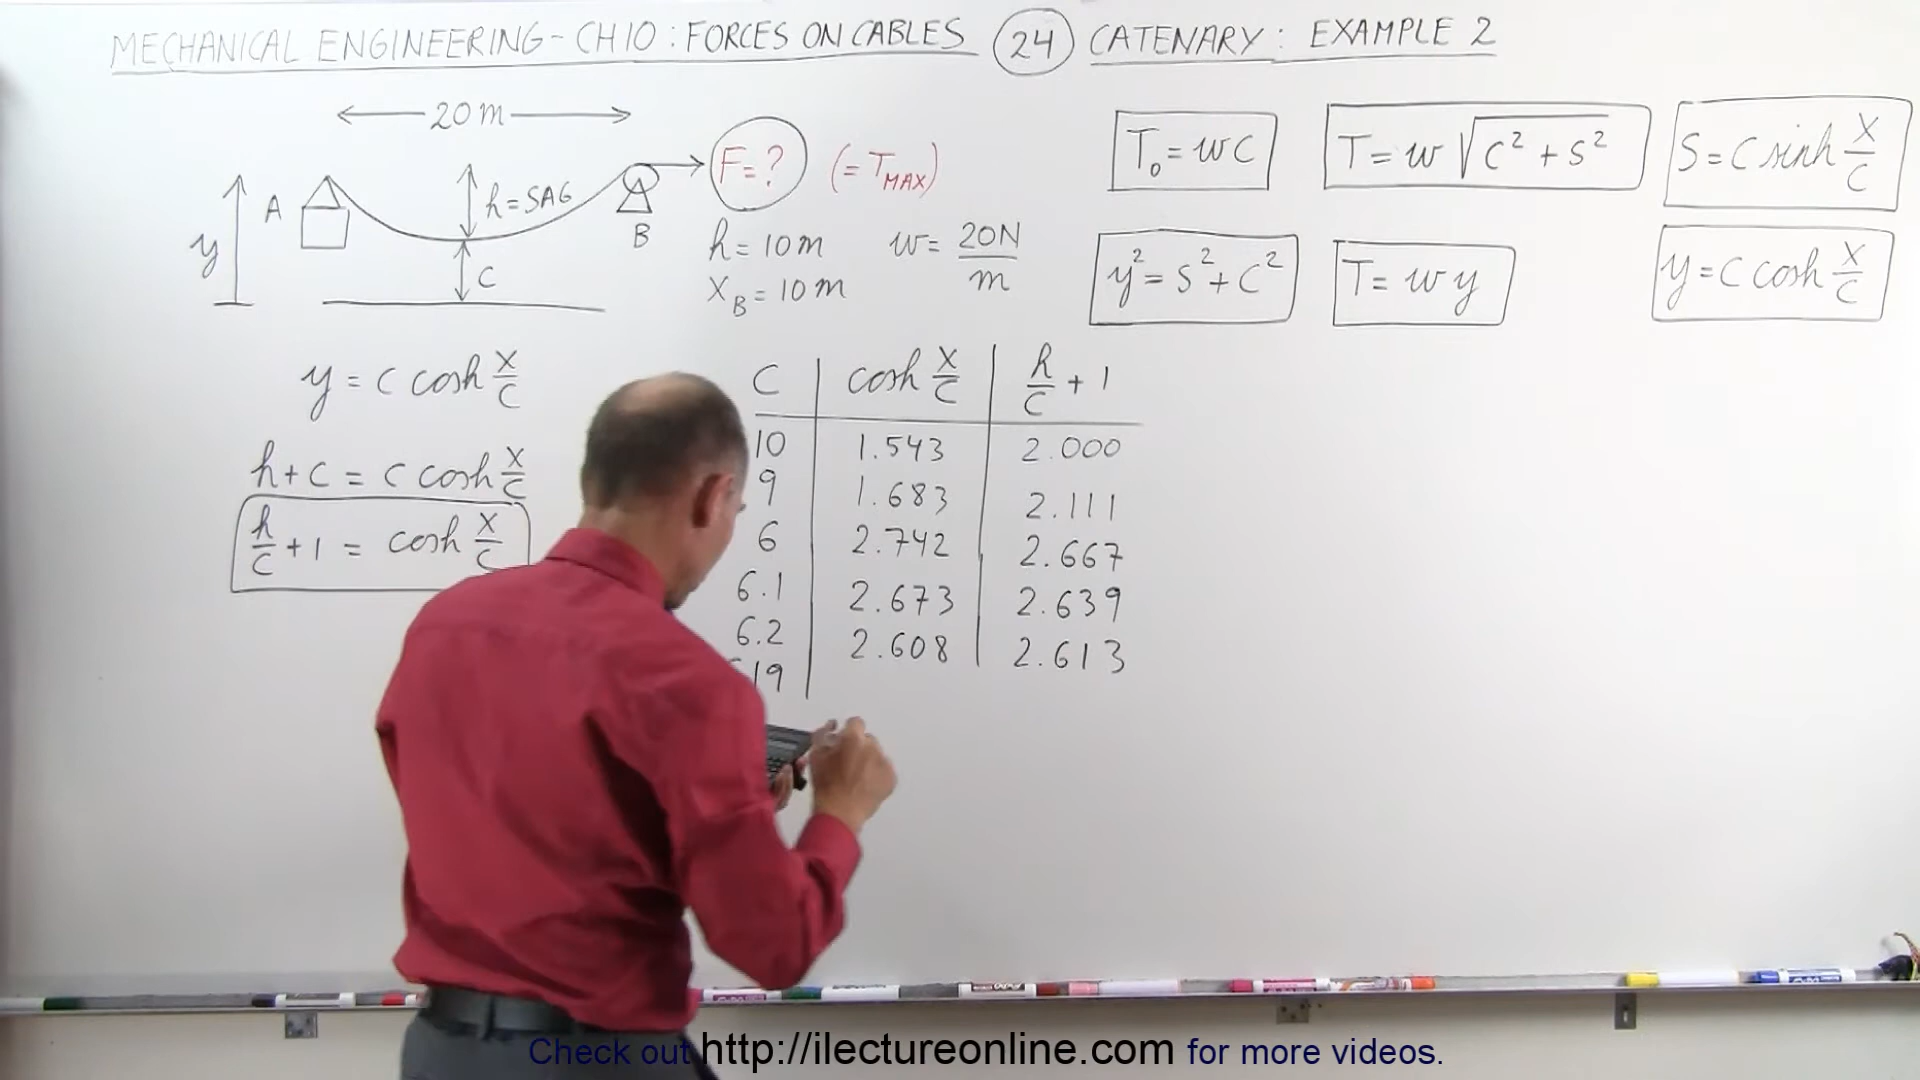 MECHANICAL ENGINEERING - CH 10 : FORCES ON CABLES (24) CATENARY : EXAMPLE 2
20 m
F = ? (= T_MAX)
h = SAG
A
B
y
C
h = 10 m
w = 20N/m
x_B = 10 m
T₀ = wc
T = w √(c² + s²)
S = c sinh x/c
y² = s² + c²
T = wy
y = c cosh x/c
y = c cosh x/c
h + c = c cosh x/c
h/c + 1 = cosh x/c
C | cosh x/c | h/c + 1
10 | 1.543 | 2.000
9 | 1.683 | 2.111
6 | 2.742 | 2.667
6.1 | 2.673 | 2.639
6.2 | 2.608 | 2.613
19
Check out http://ilectureonline.com for more videos.